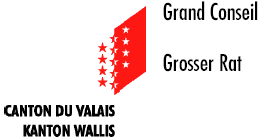 Grand Conseil
Grosser Rat
CANTON DU VALAIS
KANTON WALLIS